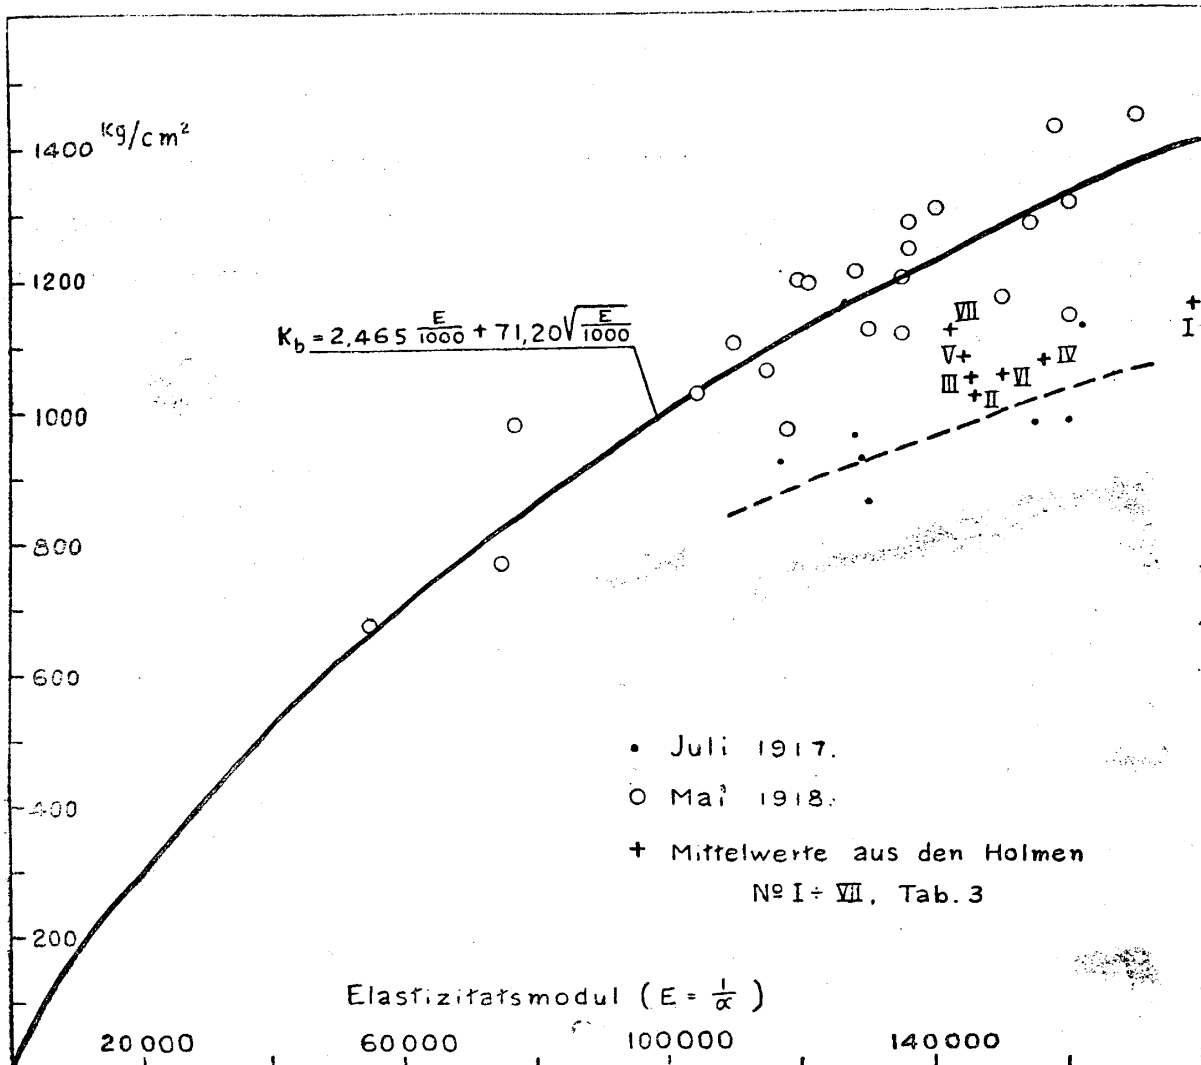 Kg/cm²
1400
1200
1000
800
600
400
200
K_b = 2,465 E/1000 + 71,20 √(E/1000)
VII
V
III
II
VI
IV
I
• Juli 1917.
○ Mai 1918.
+ Mittelwerte aus den Holmen
Nº I ÷ VII, Tab. 3
Elastizitatsmodul (E = 1/α)
20000 60000 100000 140000